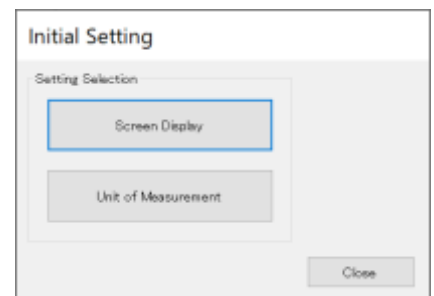 Initial Setting
Setting Selection
Screen Display
Unit of Measurement
Close